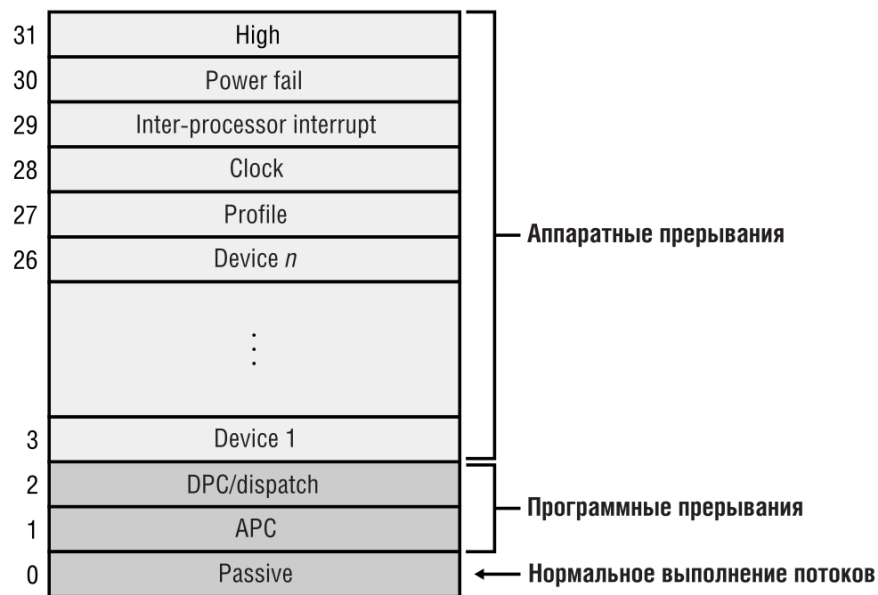 31 High
30 Power fail
29 Inter-processor interrupt
28 Clock
27 Profile
Аппаратные прерывания
26 Device n
⋮
3 Device 1
2 DPC/dispatch
Программные прерывания
1 APC
0 Passive
Нормальное выполнение потоков